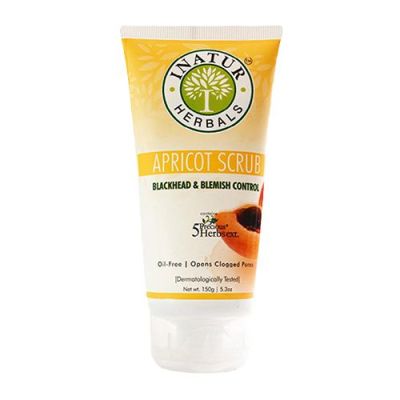 INATUR
HERBALS
TM
APRICOT SCRUB
BLACKHEAD & BLEMISH CONTROL
5 Precious*
Herbs ext.
Oil-Free | Opens Clogged Pores
[Dermatologically Tested]
Net wt. 150g | 5.3oz